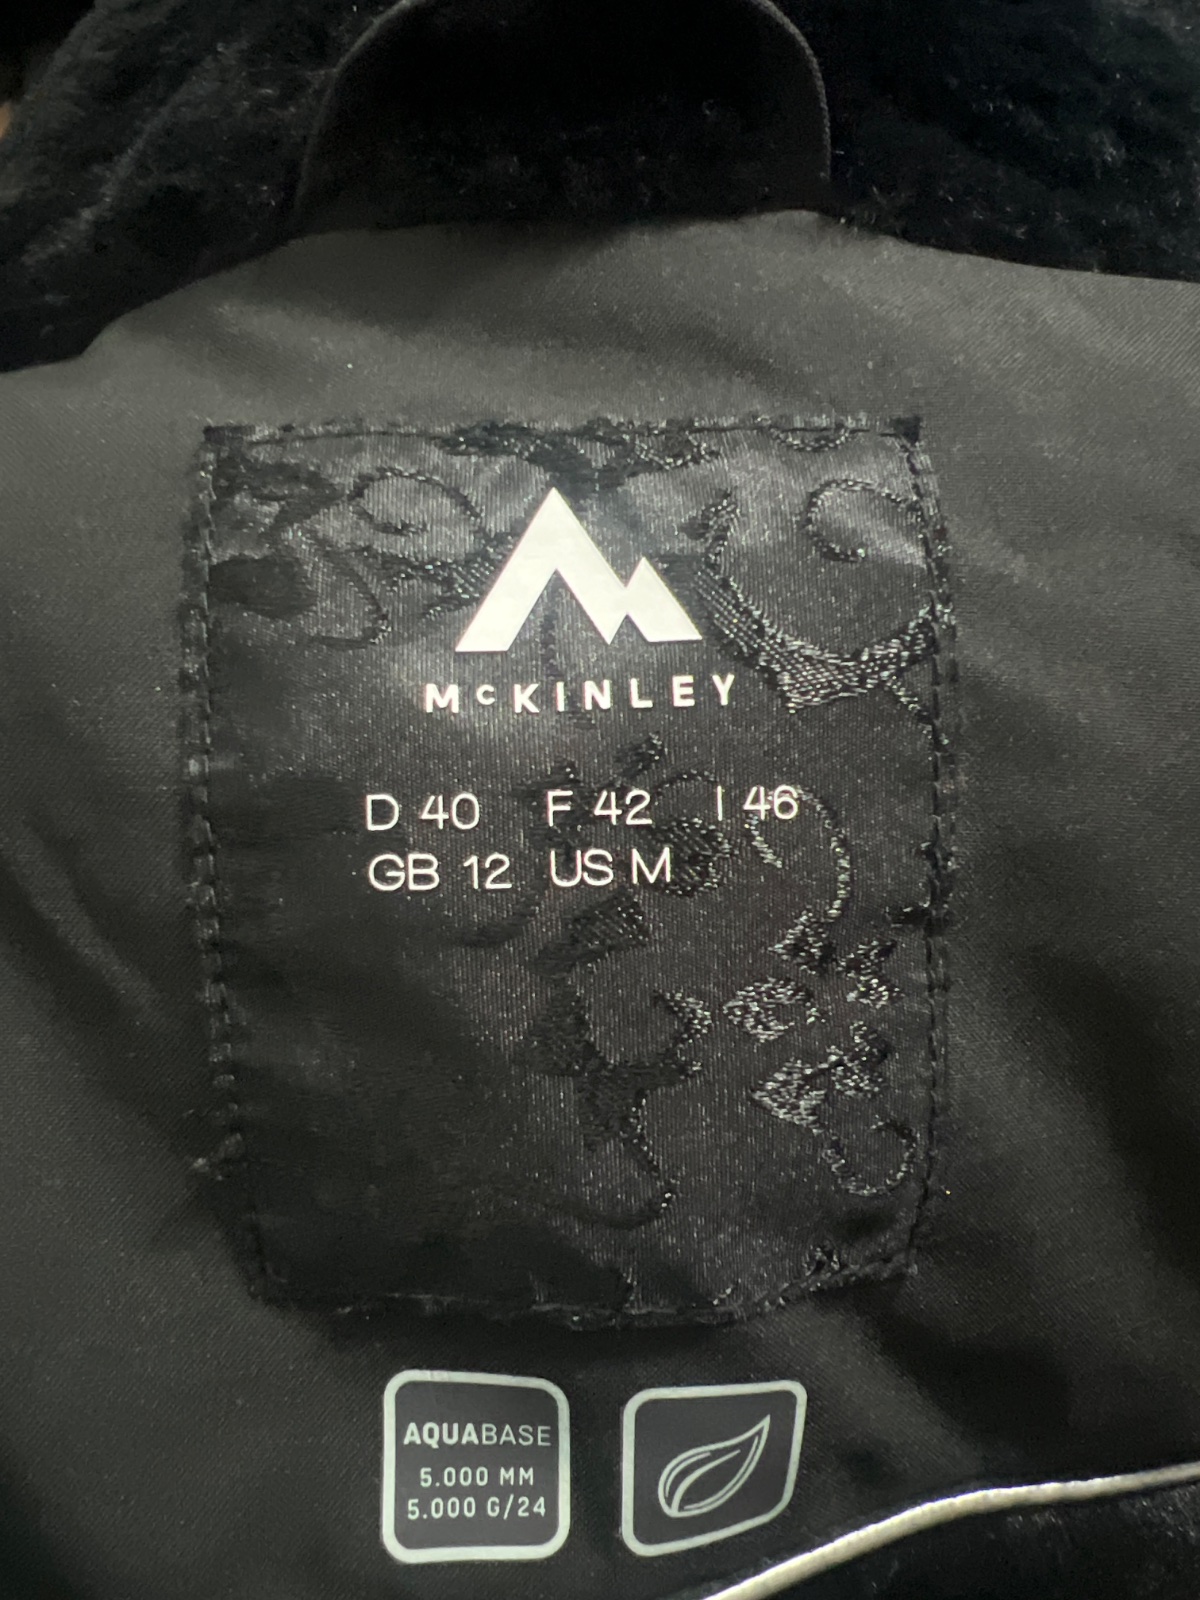 McKINLEY
D 40 F 42 I 46
GB 12 US M
AQUABASE
5.000 MM
5.000 G/24